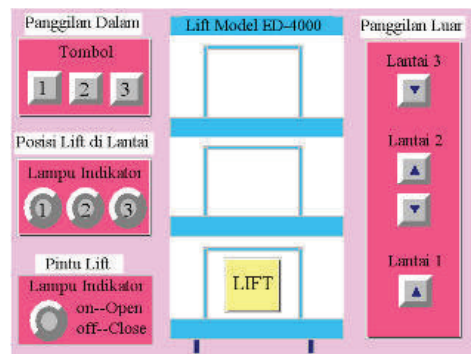 Panggilan Dalam
Tombol
1 2 3
Posisi Lift di Lantai
Lampu Indikator
1 2 3
Pintu Lift
Lampu Indikator
on--Open
off--Close
Lift Model ED-4000
LIFT
Panggilan Luar
Lantai 3
Lantai 2
Lantai 1